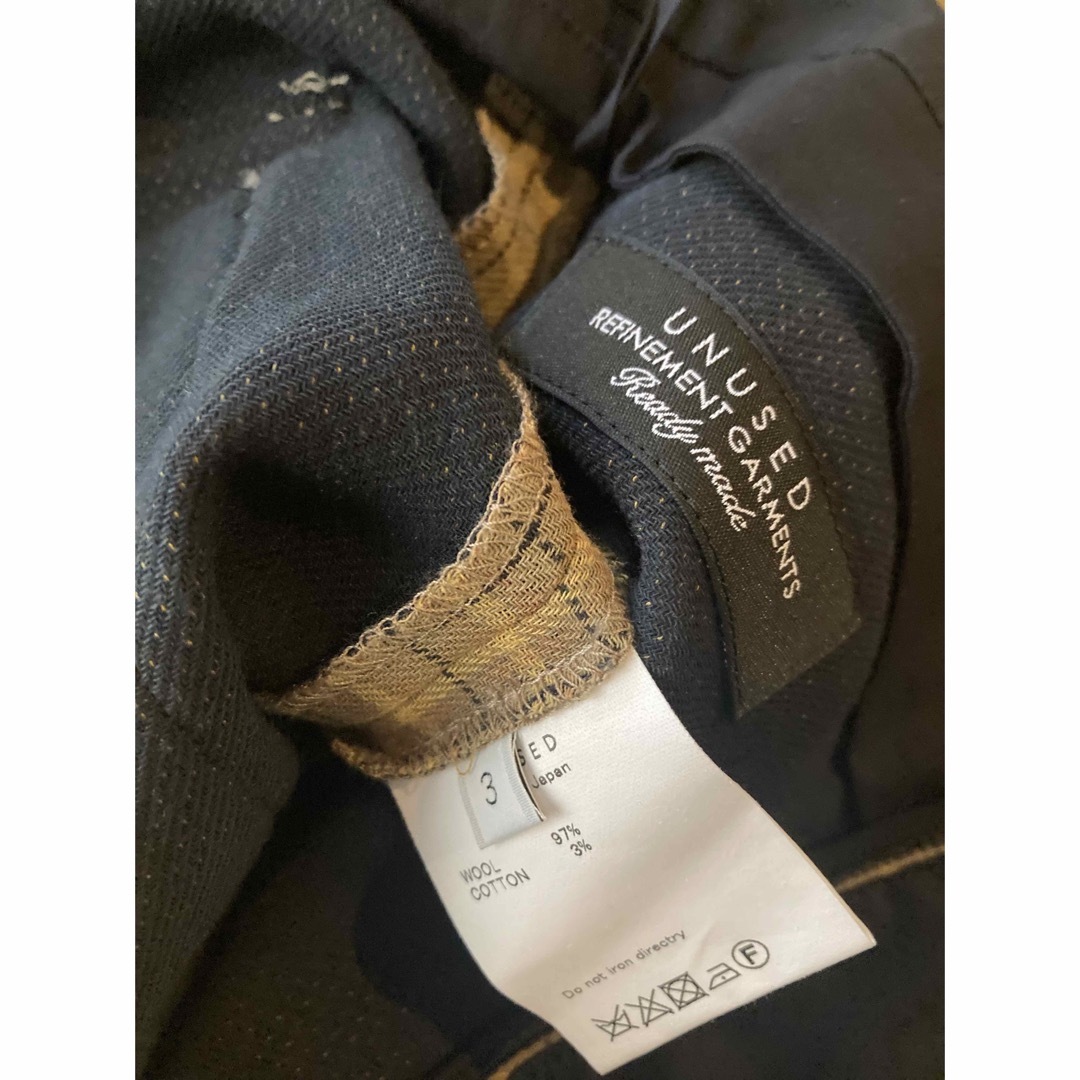 UNUSED
REFINEMENT GARMENTS
Ready made
SED
Japan
3
WOOL 97%
COTTON 3%
Do not iron directry
F